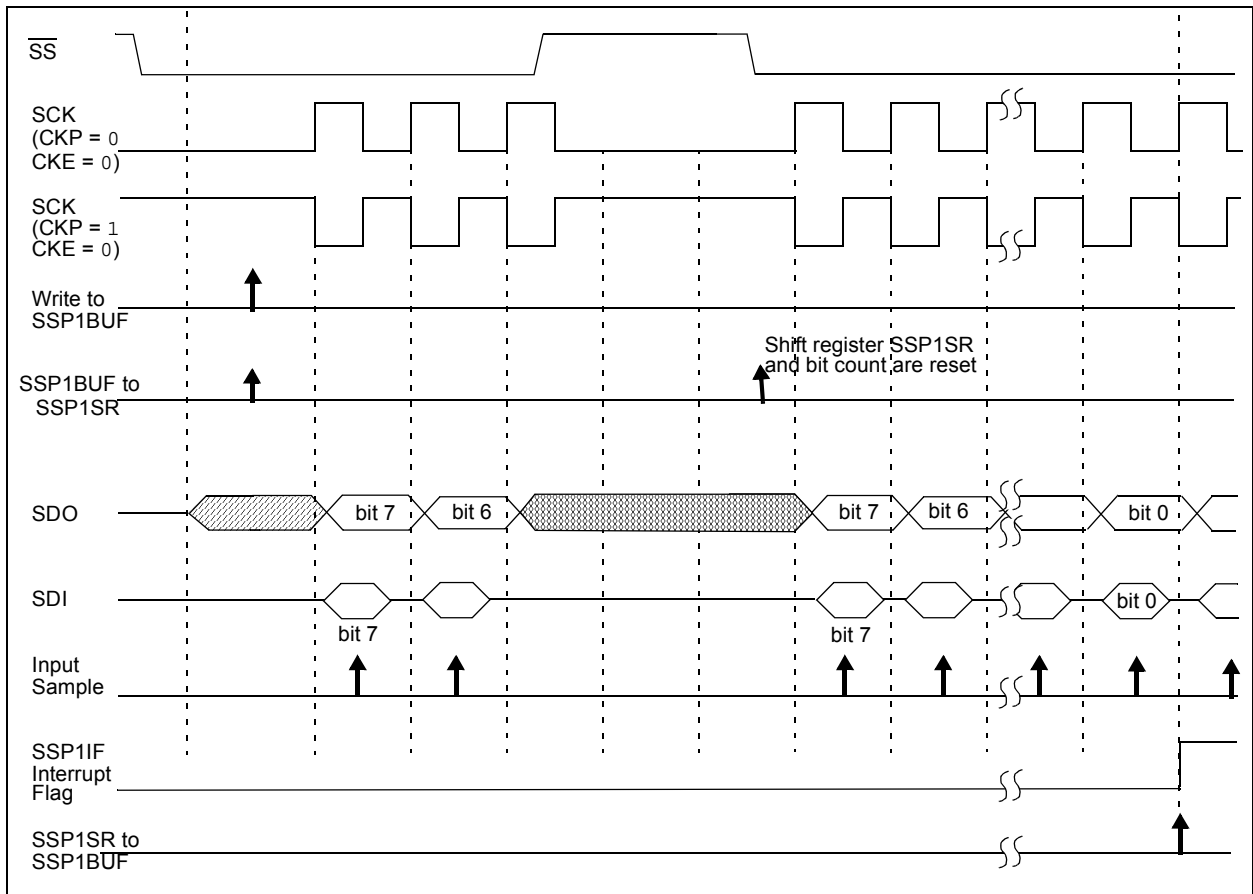 SS
SCK
(CKP = 0
CKE = 0)
SCK
(CKP = 1
CKE = 0)
Write to
SSP1BUF
Shift register SSP1SR
and bit count are reset
SSP1BUF to
SSP1SR
SDO
bit 7
bit 6
bit 7
bit 6
bit 0
SDI
bit 0
bit 7
bit 7
Input
Sample
SSP1IF
Interrupt
Flag
SSP1SR to
SSP1BUF